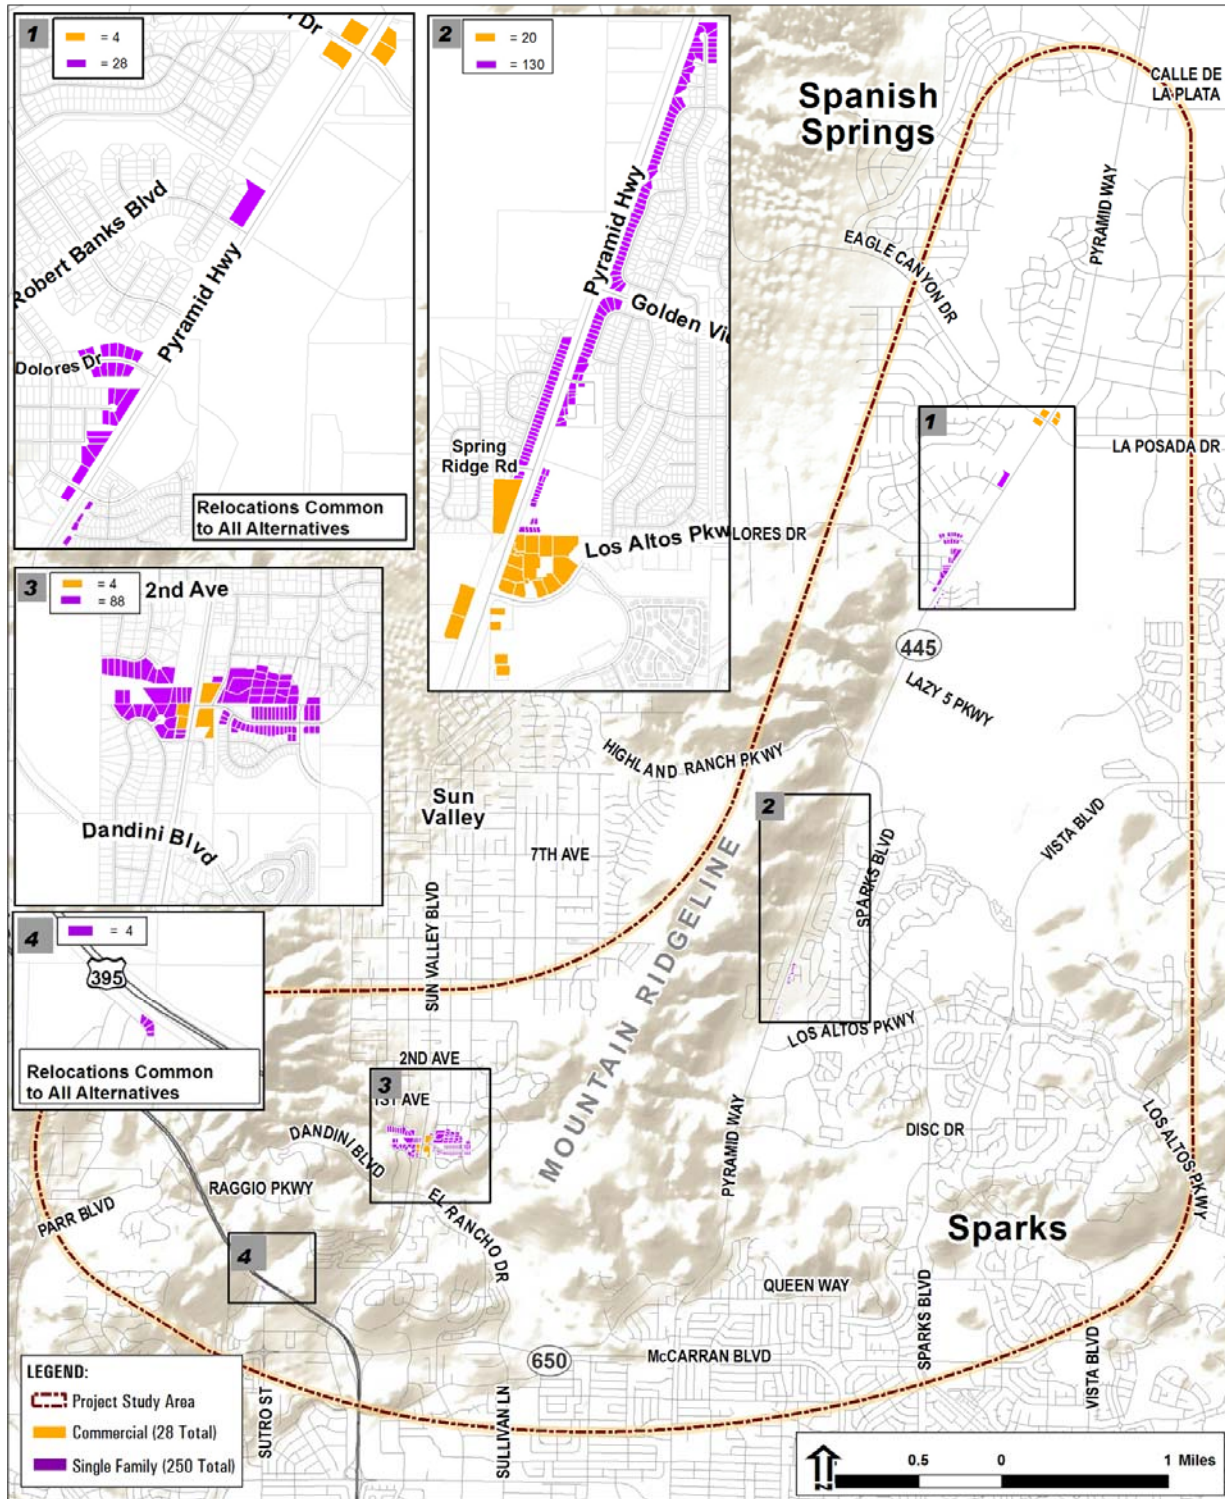 1
= 4
= 28
Dr
Robert Banks Blvd
Pyramid Hwy
Dolores Dr
Relocations Common
to All Alternatives
2
= 20
= 130
Pyramid Hwy
Golden Vie
Spring
Ridge Rd
Los Altos Pkw
3
= 4
= 88
2nd Ave
Dandini Blvd
4
= 4
395
Relocations Common
to All Alternatives
Spanish
Springs
CALLE DE
LA PLATA
PYRAMID WAY
EAGLE CANYON DR
1
LA POSADA DR
LORES DR
445
LAZY 5 PKWY
HIGHLAND RANCH PKWY
Sun
Valley
7TH AVE
2
SPARKS BLVD
VISTA BLVD
SUN VALLEY BLVD
MOUNTAIN RIDGELINE
LOS ALTOS PKWY
2ND AVE
3
1ST AVE
DANDINI BLVD
PYRAMID WAY
DISC DR
LOS ALTOS PKWY
RAGGIO PKWY
PARR BLVD
EL RANCHO DR
Sparks
4
QUEEN WAY
SPARKS BLVD
650
McCARRAN BLVD
VISTA BLVD
SUTRO ST
SULLIVAN LN
LEGEND:
Project Study Area
Commercial (28 Total)
Single Family (250 Total)
N
0.5
0
1 Miles